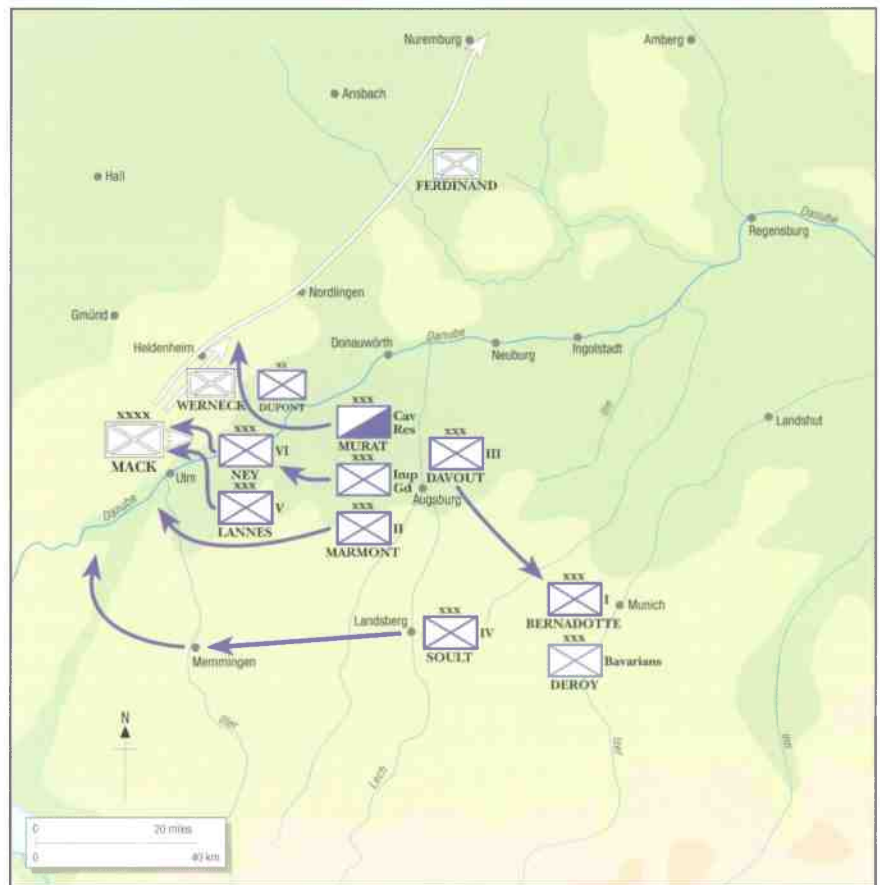 Nuremburg
Amberg
Ansbach
Hall
FERDINAND
Danube
Regensburg
Nordlingen
Gmünd
Heidenheim
Donauwörth
Danube
Neuburg
Ingolstadt
Landshut
WERNECK
xx
DUPONT
xxxx
MACK
xxx
VI
NEY
xxx
Cav
Res
MURAT
xxx
III
DAVOUT
xxx
Imp
Gd
Ulm
Danube
xxx
V
LANNES
Augsburg
xxx
II
MARMONT
xxx
I
BERNADOTTE
Munich
Landsberg
xxx
IV
SOULT
xxx
Bavarians
DEROY
Memmingen
N
Iller
Lech
Isar
Inn
0 20 miles
0 40 km